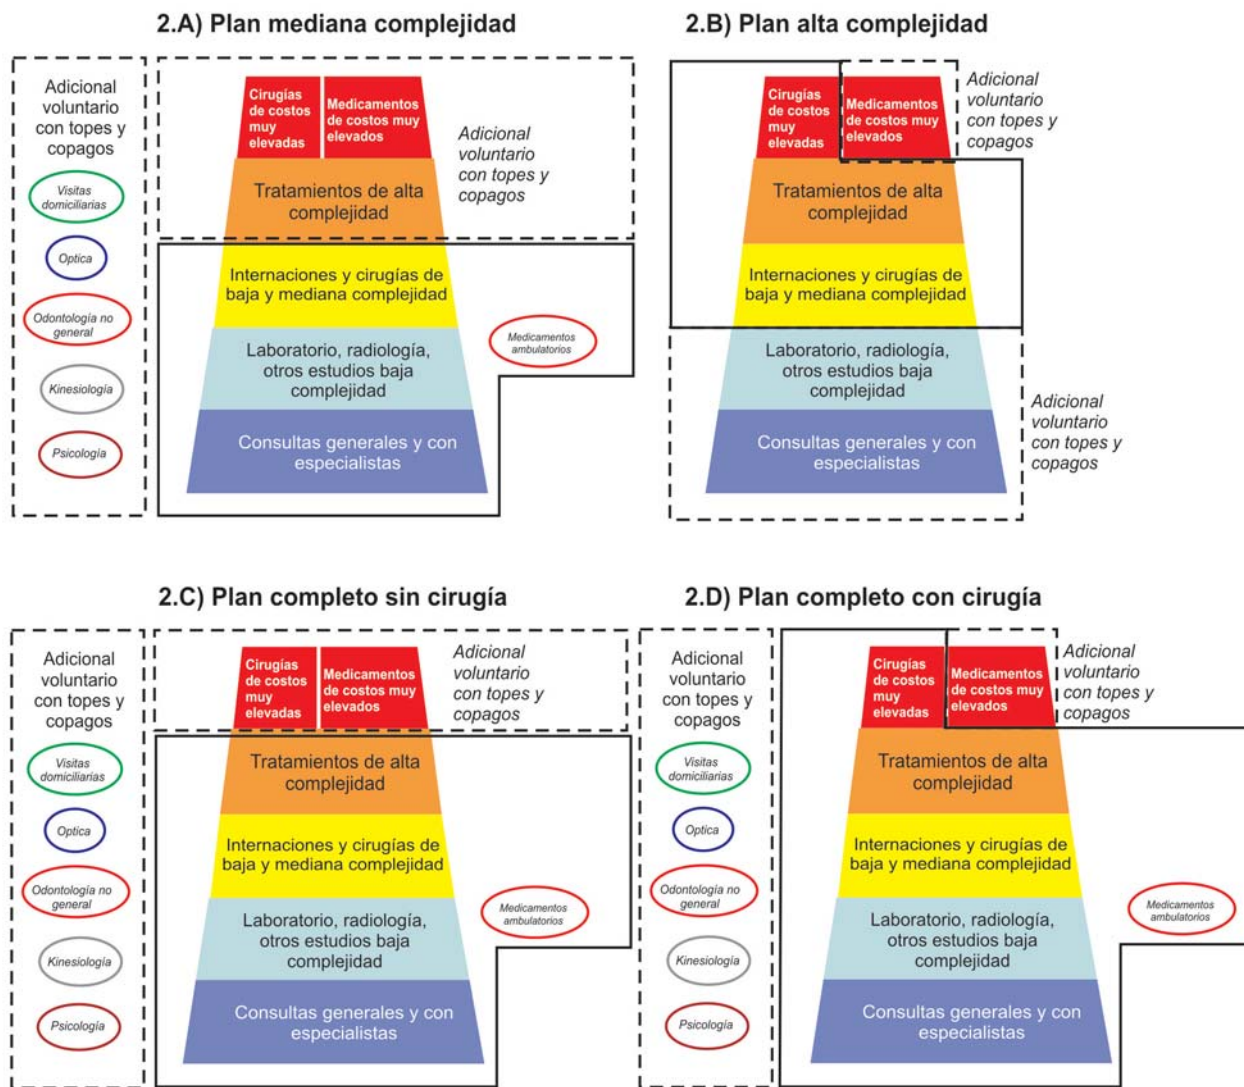 2.A) Plan mediana complejidad
Adicional
voluntario
con topes y
copagos
Visitas
domiciliarias
Optica
Odontología no
general
Kinesiología
Psicología
Cirugías
de costos
muy
elevadas
Medicamentos
de costos muy
elevados
Adicional
voluntario
con topes y
copagos
Tratamientos de alta
complejidad
Internaciones y cirugías de
baja y mediana complejidad
Laboratorio, radiología,
otros estudios baja
complejidad
Medicamentos
ambulatorios
Consultas generales y con
especialistas
2.B) Plan alta complejidad
Cirugías
de costos
muy
elevadas
Medicamentos
de costos muy
elevados
Adicional
voluntario
con topes y
copagos
Tratamientos de alta
complejidad
Internaciones y cirugías de
baja y mediana complejidad
Laboratorio, radiología,
otros estudios baja
complejidad
Consultas generales y con
especialistas
Adicional
voluntario
con topes y
copagos
2.C) Plan completo sin cirugía
Adicional
voluntario
con topes y
copagos
Visitas
domiciliarias
Optica
Odontología no
general
Kinesiología
Psicología
Cirugías
de costos
muy
elevadas
Medicamentos
de costos muy
elevados
Adicional
voluntario
con topes y
copagos
Tratamientos de alta
complejidad
Internaciones y cirugías de
baja y mediana complejidad
Laboratorio, radiología,
otros estudios baja
complejidad
Medicamentos
ambulatorios
Consultas generales y con
especialistas
2.D) Plan completo con cirugía
Adicional
voluntario
con topes y
copagos
Visitas
domiciliarias
Optica
Odontología no
general
Kinesiología
Psicología
Cirugías
de costos
muy
elevadas
Medicamentos
de costos muy
elevados
Adicional
voluntario
con topes y
copagos
Tratamientos de alta
complejidad
Internaciones y cirugías de
baja y mediana complejidad
Laboratorio, radiología,
otros estudios baja
complejidad
Medicamentos
ambulatorios
Consultas generales y con
especialistas